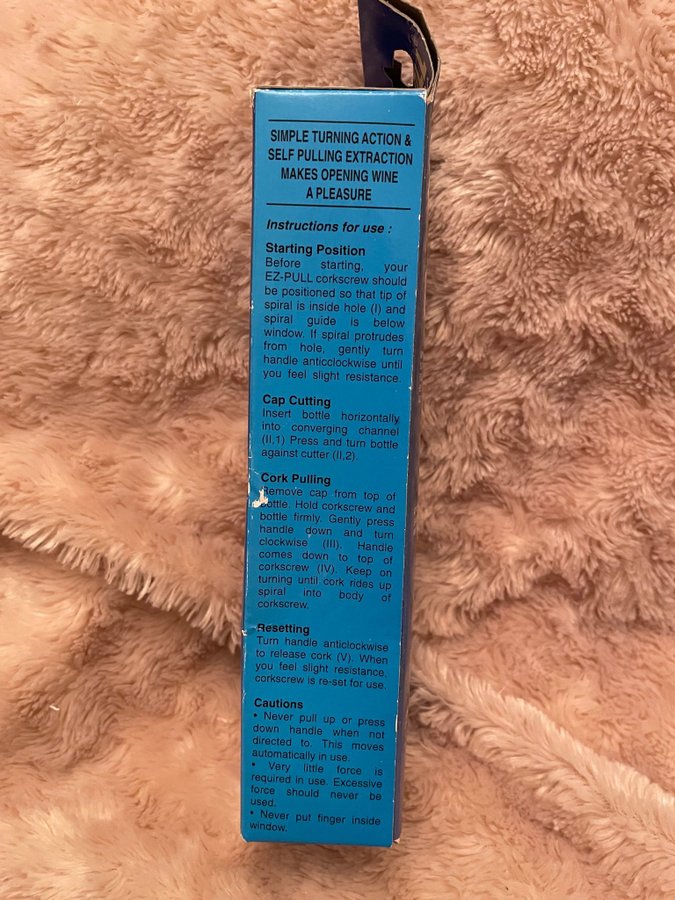 SIMPLE TURNING ACTION &
SELF PULLING EXTRACTION
MAKES OPENING WINE
A PLEASURE
Instructions for use :
Starting Position
Before starting, your
EZ-PULL corkscrew should
be positioned so that tip of
spiral is inside hole (I) and
spiral guide is below
window. If spiral protrudes
from hole, gently turn
handle anticclockwise until
you feel slight resistance.
Cap Cutting
Insert bottle horizontally
into converging channel
(II,1) Press and turn bottle
against cutter (II,2).
Cork Pulling
Remove cap from top of
bottle. Hold corkscrew and
bottle firmly. Gently press
handle down and turn
clockwise (III). Handle
comes down to top of
corkscrew (IV). Keep on
turning until cork rides up
spiral into body of
corkscrew.
Resetting
Turn handle anticlockwise
to release cork (V). When
you feel slight resistance,
corkscrew is re-set for use.
Cautions
• Never pull up or press
down handle when not
directed to. This moves
automatically in use.
• Very little force is
required in use. Excessive
force should never be
used.
• Never put finger inside
window.